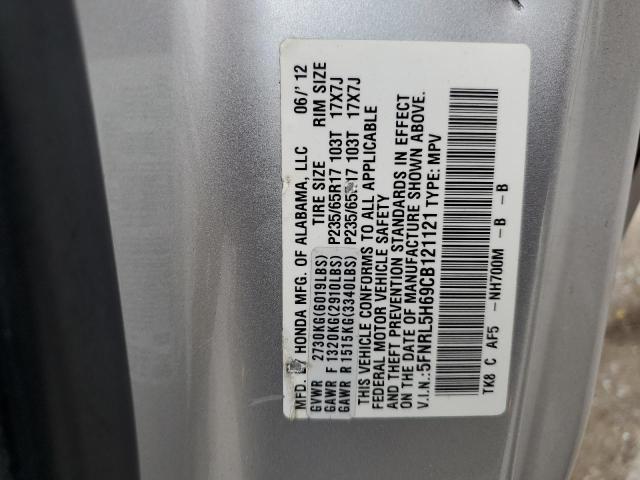 MFD. BY HONDA MFG. OF ALABAMA, LLC 06/'12
GVWR 2730KG(6019LBS) TIRE SIZE RIM SIZE
GAWR F 1320KG(2910LBS) P235/65R17 103T 17X7J
GAWR R 1515KG(3340LBS) P235/65R17 103T 17X7J
THIS VEHICLE CONFORMS TO ALL APPLICABLE
FEDERAL MOTOR VEHICLE SAFETY
AND THEFT PREVENTION STANDARDS IN EFFECT
ON THE DATE OF MANUFACTURE SHOWN ABOVE.
V.I.N.:5FNRL5H69CB121121 TYPE: MPV
TK8 C AF5 -NH700M -B -B